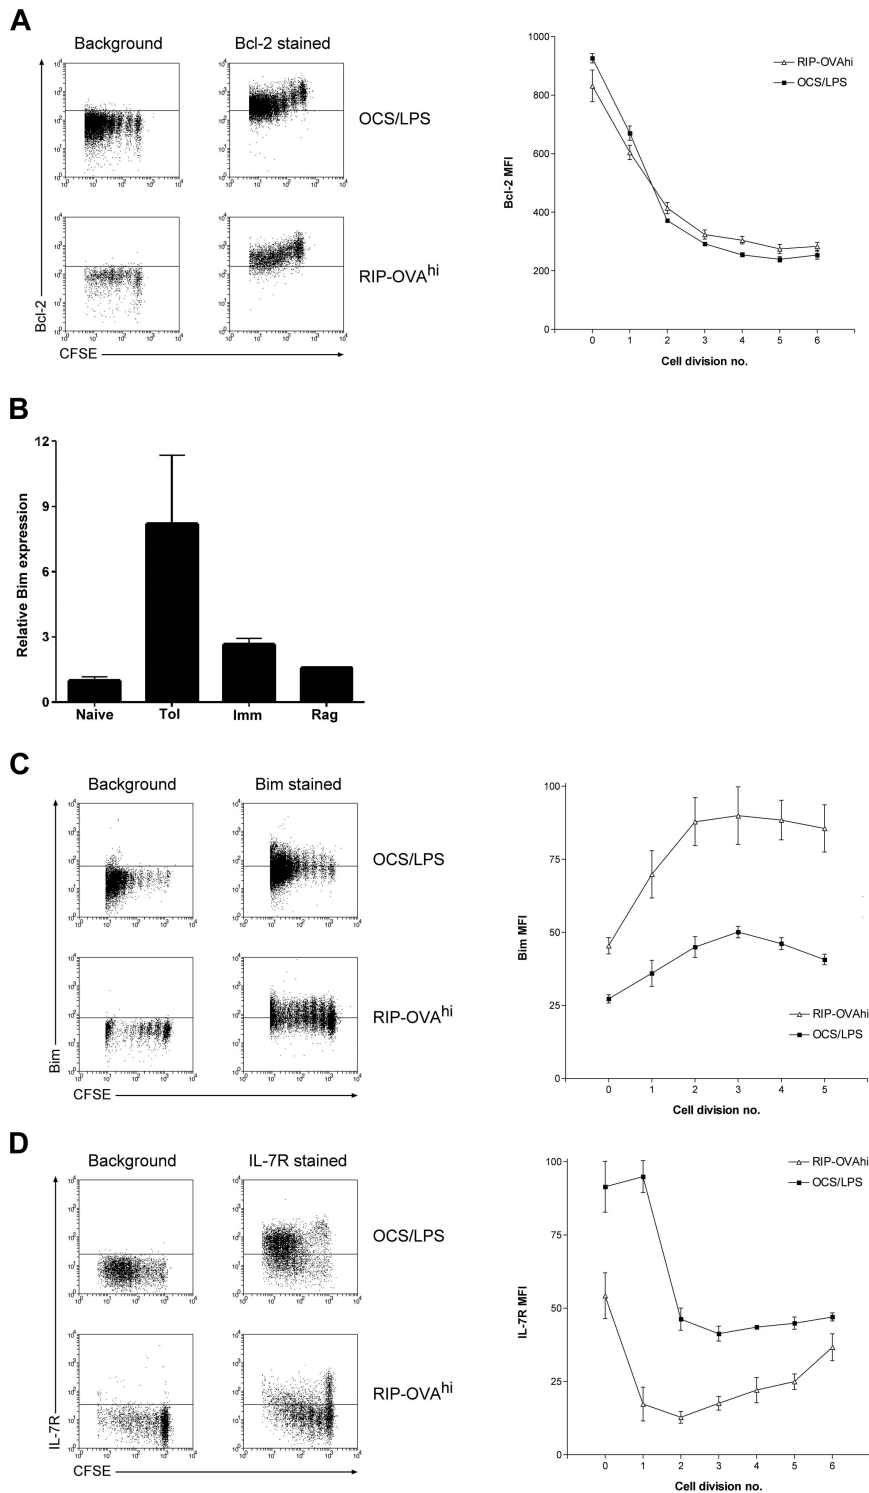 A
Background
Bcl-2 stained
OCS/LPS
RIP-OVAhi
Bcl-2
CFSE
1000
800
600
400
200
0
Bcl-2 MFI
RIP-OVAhi
OCS/LPS
0 1 2 3 4 5 6
Cell division no.
B
12
9
6
3
0
Relative Bim expression
Naive Tol Imm Rag
C
Background
Bim stained
OCS/LPS
RIP-OVAhi
Bim
CFSE
100
75
50
25
0
Bim MFI
RIP-OVAhi
OCS/LPS
0 1 2 3 4 5
Cell division no.
D
Background
IL-7R stained
OCS/LPS
RIP-OVAhi
IL-7R
CFSE
100
75
50
25
0
IL-7R MFI
RIP-OVAhi
OCS/LPS
0 1 2 3 4 5 6
Cell division no.